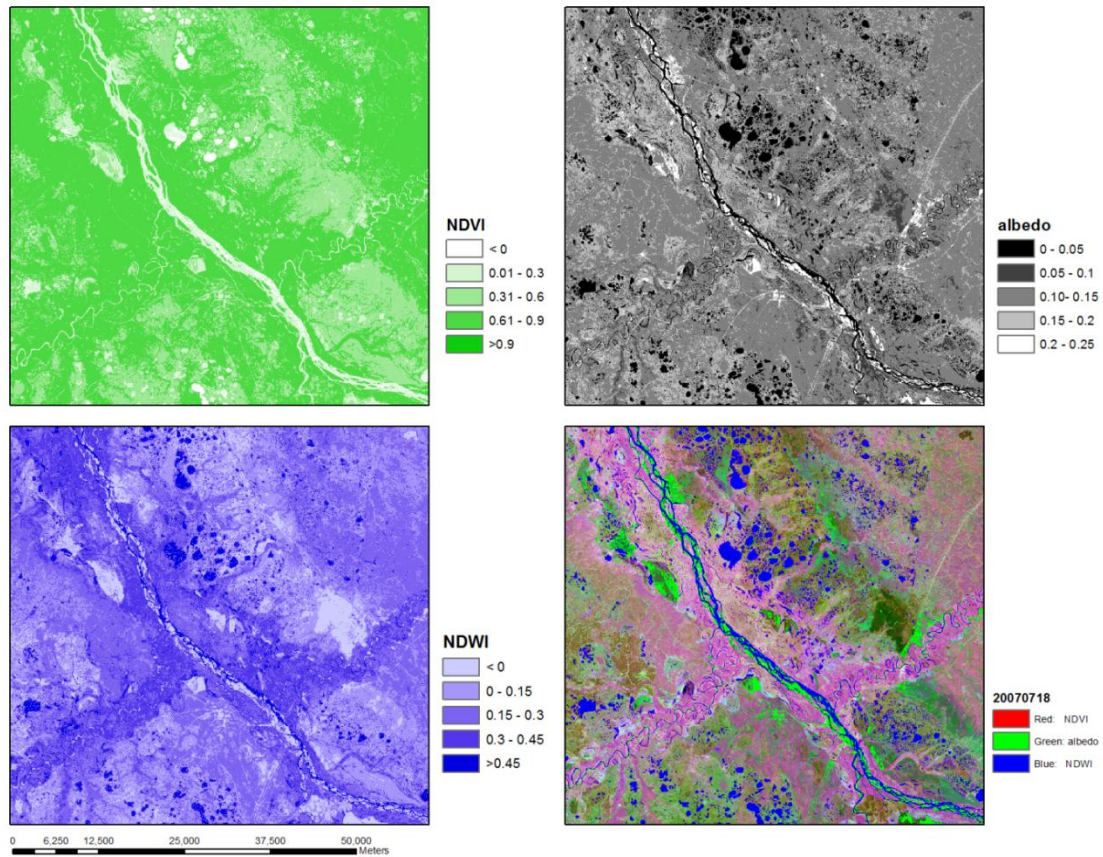 NDVI
< 0
0.01 - 0.3
0.31 - 0.6
0.61 - 0.9
>0.9
albedo
0 - 0.05
0.05 - 0.1
0.10- 0.15
0.15 - 0.2
0.2 - 0.25
NDWI
< 0
0 - 0.15
0.15 - 0.3
0.3 - 0.45
>0.45
20070718
Red: NDVI
Green: albedo
Blue: NDWI
0 6,250 12,500 25,000 37,500 50,000
Meters